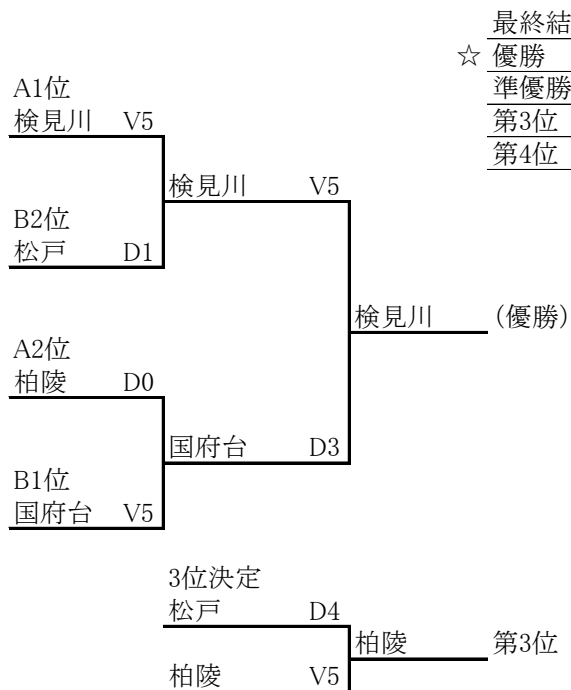 最終結
☆ 優勝
準優勝
第3位
第4位
A1位
検見川 V5
検見川 V5
B2位
松戸 D1
検見川 (優勝)
A2位
柏陵 D0
国府台 D3
B1位
国府台 V5
3位決定
松戸 D4
柏陵 第3位
柏陵 V5